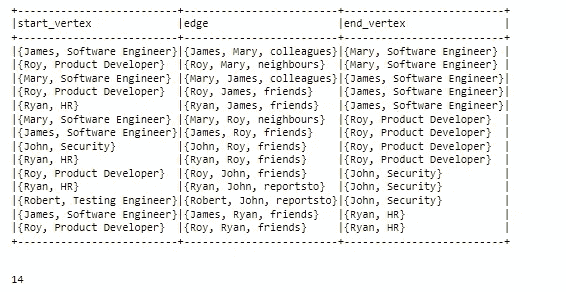 +------------------------+------------------------+------------------------+
|start_vertex            |edge                    |end_vertex              |
+------------------------+------------------------+------------------------+
|{James, Software Engineer}|{James, Mary, colleagues}|{Mary, Software Engineer} |
|{Roy, Product Developer}  |{Roy, Mary, neighbours}  |{Mary, Software Engineer} |
|{Mary, Software Engineer} |{Mary, James, colleagues}|{James, Software Engineer}|
|{Roy, Product Developer}  |{Roy, James, friends}    |{James, Software Engineer}|
|{Ryan, HR}                |{Ryan, James, friends}   |{James, Software Engineer}|
|{Mary, Software Engineer} |{Mary, Roy, neighbours}  |{Roy, Product Developer}  |
|{James, Software Engineer}|{James, Roy, friends}    |{Roy, Product Developer}  |
|{John, Security}          |{John, Roy, friends}     |{Roy, Product Developer}  |
|{Ryan, HR}                |{Ryan, Roy, friends}     |{Roy, Product Developer}  |
|{Roy, Product Developer}  |{Roy, John, friends}     |{John, Security}          |
|{Ryan, HR}                |{Ryan, John, reportsto}  |{John, Security}          |
|{Robert, Testing Engineer}|{Robert, John, reportsto}|{John, Security}          |
|{James, Software Engineer}|{James, Ryan, friends}   |{Ryan, HR}                |
|{Roy, Product Developer}  |{Roy, Ryan, friends}     |{Ryan, HR}                |
+------------------------+------------------------+------------------------+
14